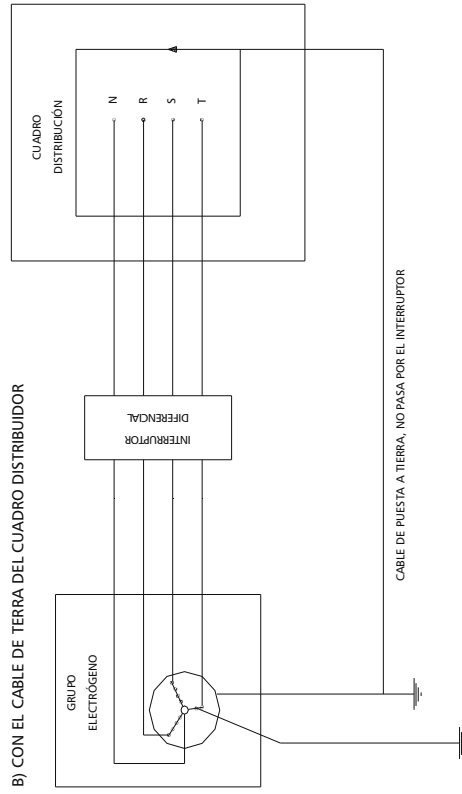 B) CON EL CABLE DE TERRA DEL CUADRO DISTRIBUIDOR
GRUPO
ELECTRÓGENO
INTERRUPTOR
DIFERENCIAL
CUADRO
DISTRIBUCIÓN
N
R
S
T
CABLE DE PUESTA A TIERRA, NO PASA POR EL INTERRUPTOR